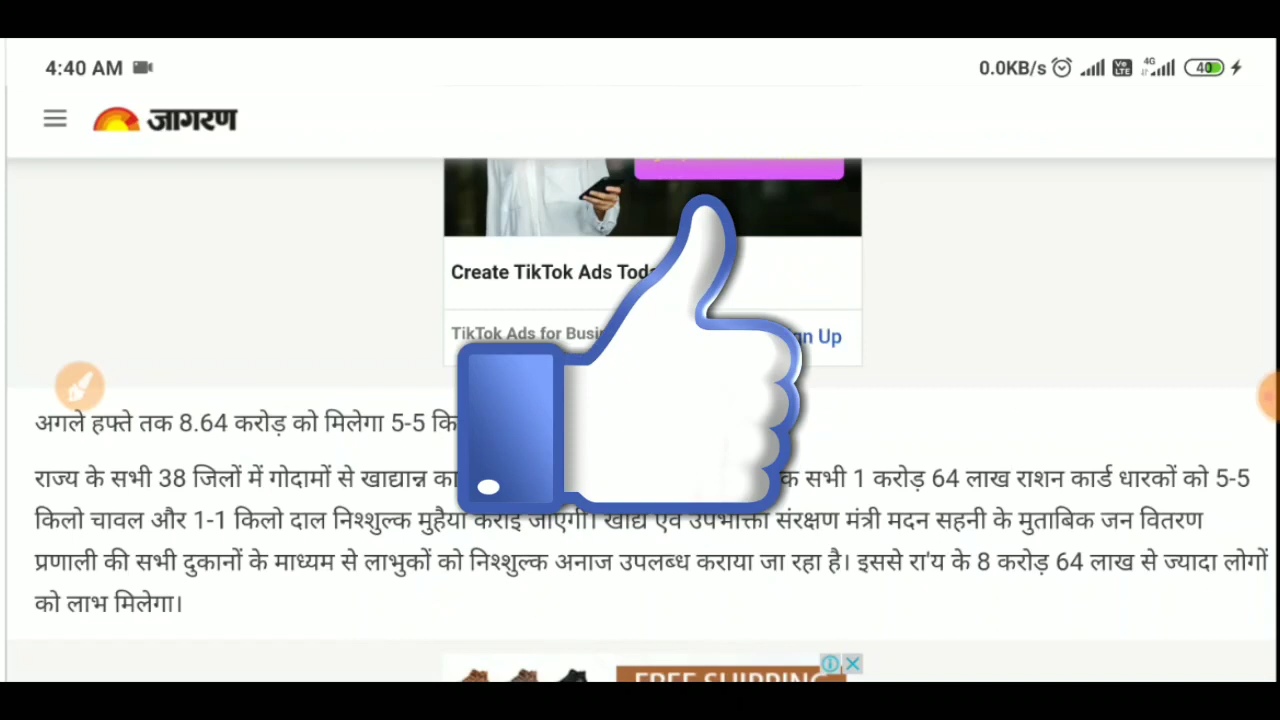 4:40 AM
0.0KB/s Vo LTE 4G 40
जागरण
Create TikTok Ads
TikTok Ads for
Up
अगले हफ्ते तक 8.64 करोड़ को मिलेगा 5-5
राज्य के सभी 38 जिलों में गोदामों से खाद्यान्न का सभी 1 करोड़ 64 लाख राशन कार्ड धारकों को 5-5
किलो चावल और 1-1 किलो दाल निश्शुल्क मुहैया कराई जाएगी। खाद्य एवं उपभोक्ता संरक्षण मंत्री मदन सहनी के मुताबिक जन वितरण
प्रणाली की सभी दुकानों के माध्यम से लाभुकों को निश्शुल्क अनाज उपलब्ध कराया जा रहा है। इससे रा'य के 8 करोड़ 64 लाख से ज्यादा लोगों
को लाभ मिलेगा।
FREE SHIPPING